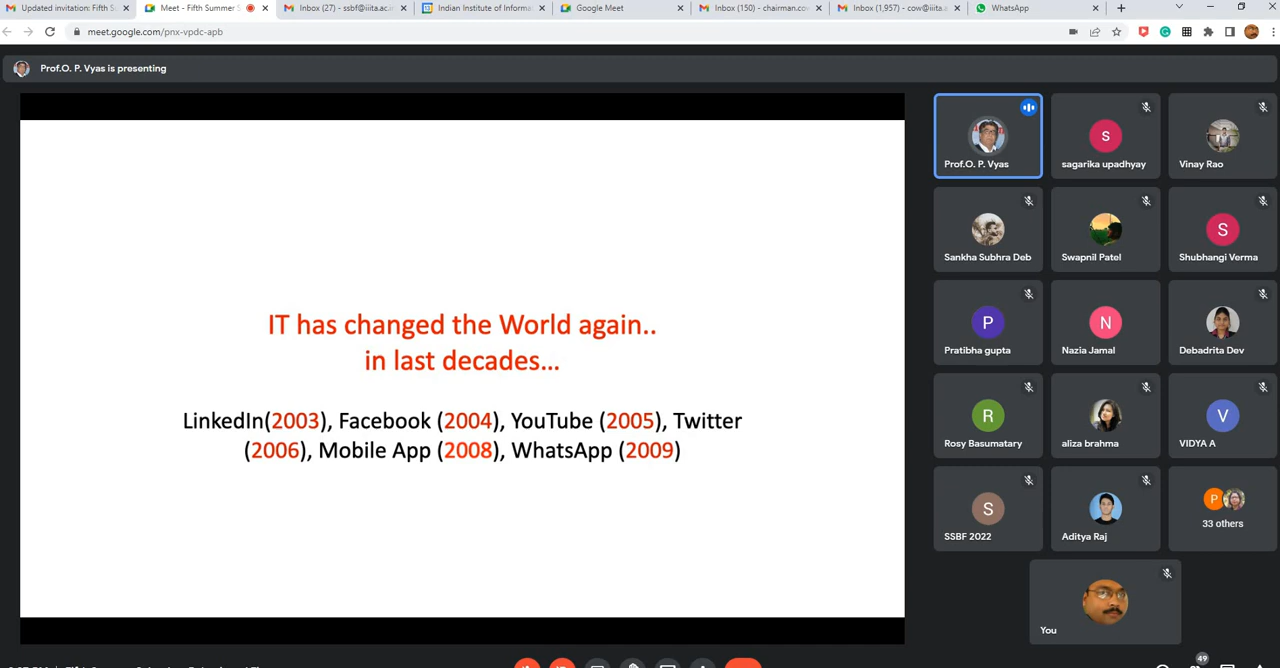 Updated invitation: Fifth S
Meet - Fifth Summer S
Inbox (27) - ssbf@iiita.ac.in
Indian Institute of Informa
Google Meet
Inbox (150) - chairman.cow
Inbox (1,957) - cow@iiita.a
WhatsApp
meet.google.com/pnx-vpdc-apb
Prof.O. P. Vyas is presenting
IT has changed the World again..
in last decades...
LinkedIn(2003), Facebook (2004), YouTube (2005), Twitter
(2006), Mobile App (2008), WhatsApp (2009)
Prof.O. P. Vyas
S
sagarika upadhyay
Vinay Rao
Sankha Subhra Deb
Swapnil Patel
S
Shubhangi Verma
P
Pratibha gupta
N
Nazia Jamal
Debadrita Dev
R
Rosy Basumatary
aliza brahma
V
VIDYA A
S
SSBF 2022
Aditya Raj
P
33 others
You
49